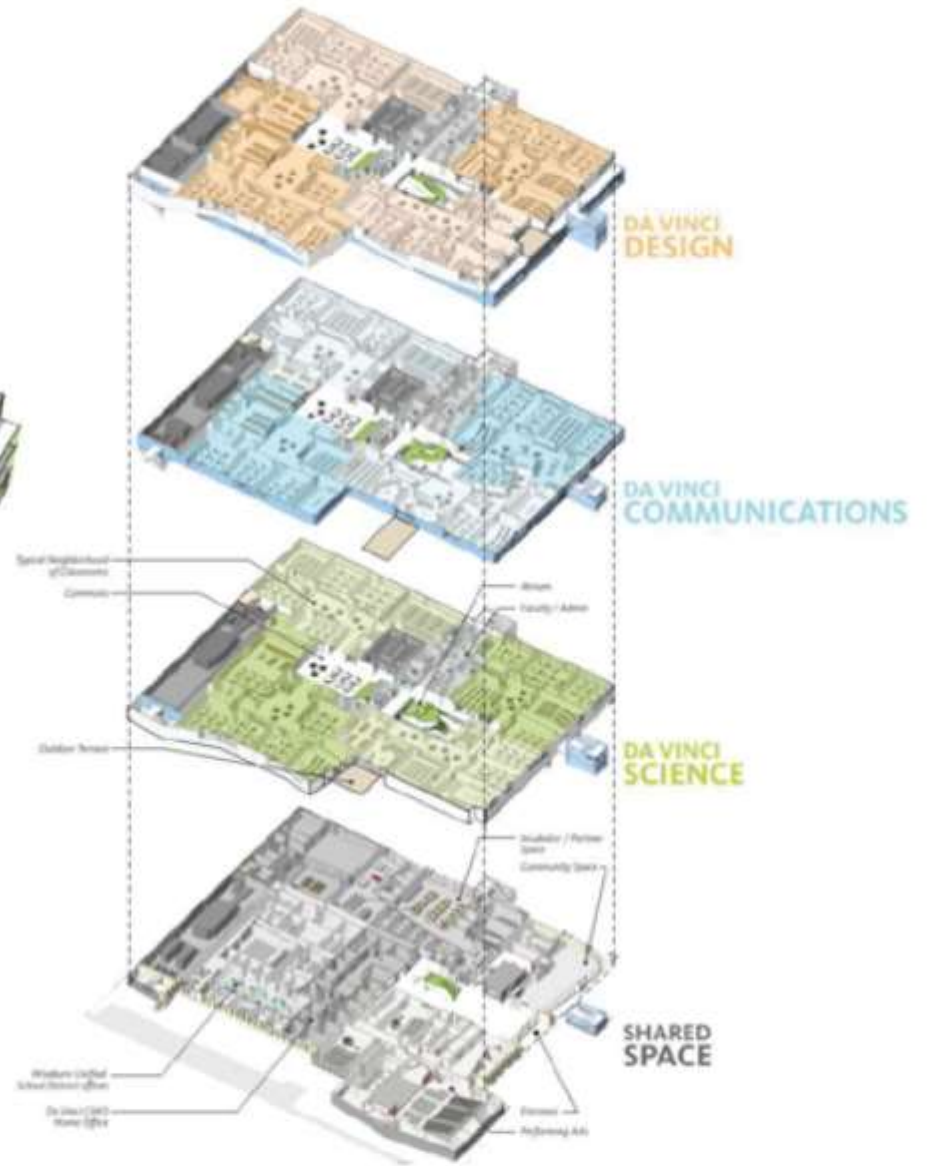 DA VINCI
DESIGN
DA VINCI
COMMUNICATIONS
Typical Neighborhood
of Classrooms
Commons
Atrium
Faculty / Admin
Outdoor Terrace
DA VINCI
SCIENCE
Incubator / Partner
Space
Community Space
SHARED
SPACE
Wiseburn Unified
School District offices
Da Vinci CMO
Home Office
Entrance
Performing Arts